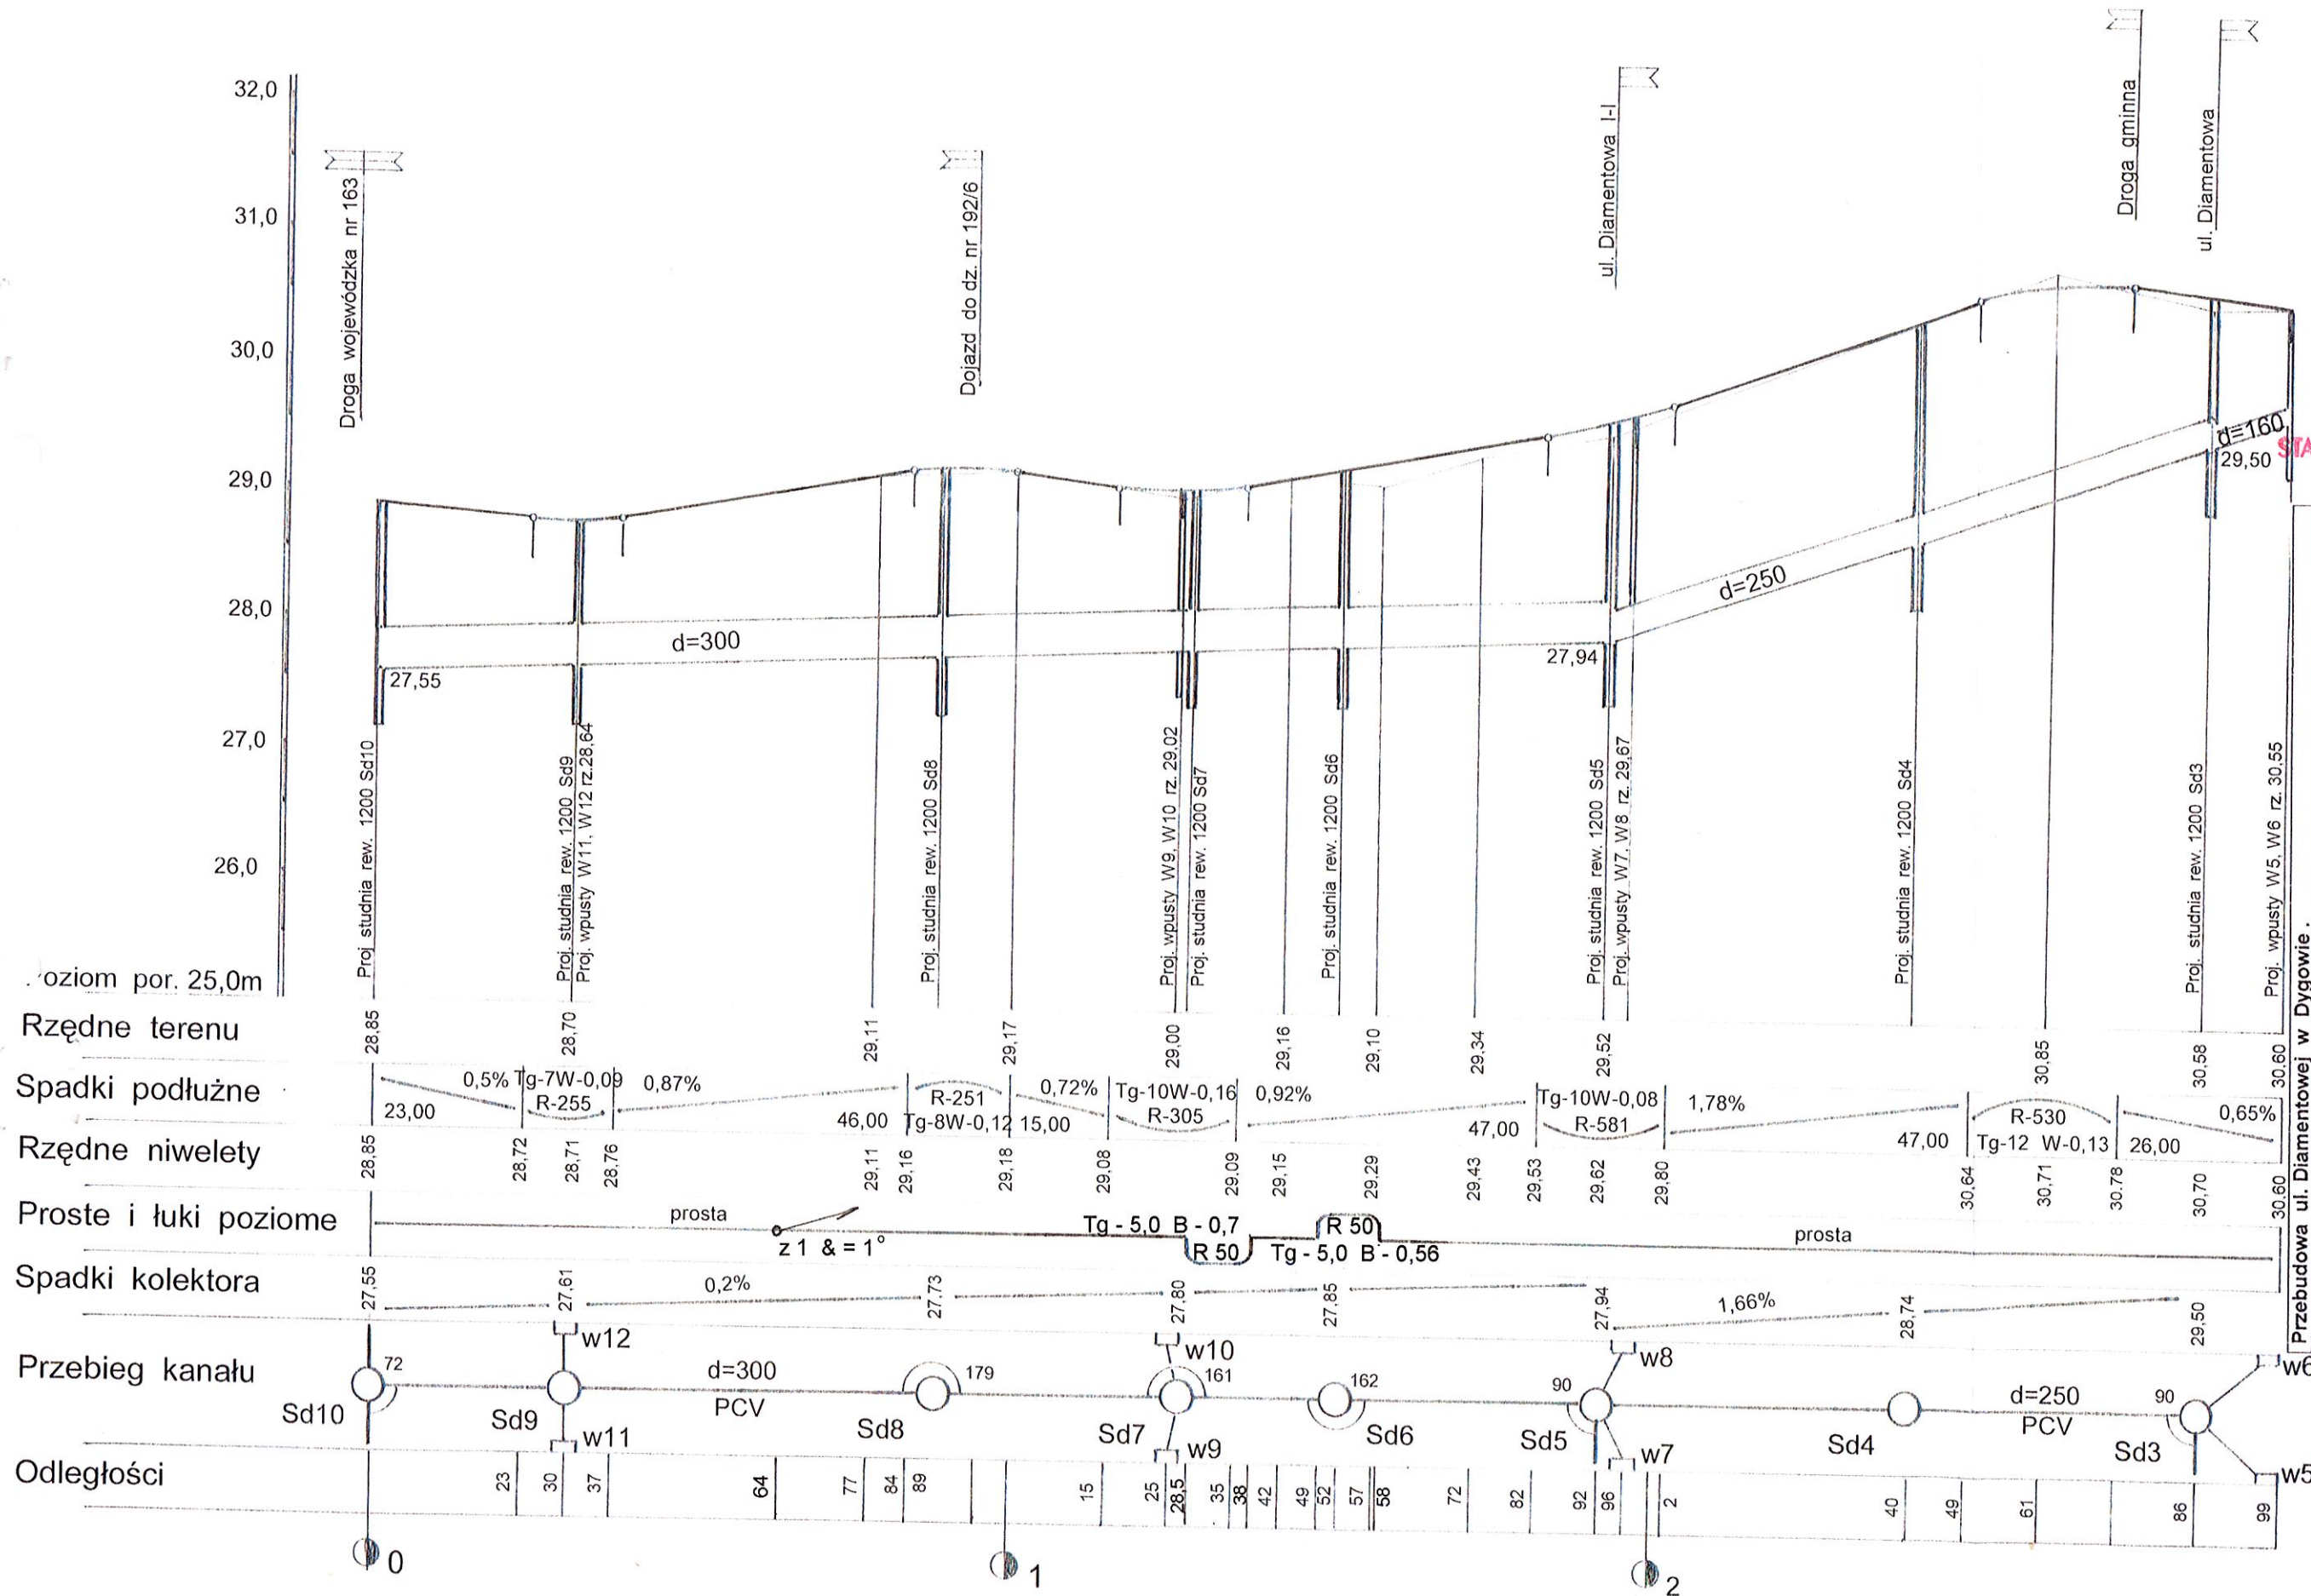 32,0
31,0
30,0
29,0
28,0
27,0
26,0
Droga wojewódzka nr 163
Dojazd do dz. nr 192/6
ul. Diamentowa I-I
Droga gminna
ul. Diamentowa
d=300
27,55
27,94
d=250
d=160
29,50
STA
Proj. studnia rew. 1200 Sd10
Proj. studnia rew. 1200 Sd9
Proj. wpusty W11, W12 rz.28,64
Proj. studnia rew. 1200 Sd8
Proj. wpusty W9, W10 rz. 29,02
Proj. studnia rew. 1200 Sd7
Proj. studnia rew. 1200 Sd6
Proj. studnia rew. 1200 Sd5
Proj. wpusty W7, W8 rz. 29,67
Proj. studnia rew. 1200 Sd4
Proj. studnia rew. 1200 Sd3
Proj. wpusty W5, W6 rz. 30,55
Przebudowa ul. Diamentowej w Dygowie.
oziom por. 25,0m
Rzędne terenu
28,85 28,70 29,11 29,17 29,00 29,16 29,10 29,34 29,52 30,85 30,58 30,60
Spadki podłużne
0,5% Tg-7W-0,09 0,87% R-251 0,72% Tg-10W-0,16 0,92% Tg-10W-0,08 1,78% R-530 0,65%
23,00 R-255 46,00 Tg-8W-0,12 15,00 R-305 47,00 R-581 47,00 Tg-12 W-0,13 26,00
Rzędne niwelety
28,85 28,72 28,71 28,76 29,11 29,16 29,18 29,08 29,09 29,15 29,29 29,43 29,53 29,62 29,80 30,64 30,71 30,78 30,70 30,60
Proste i łuki poziome
prosta Tg - 5,0 B - 0,7 R 50 prosta
z 1 & = 1° R 50 Tg - 5,0 B - 0,56
Spadki kolektora
27,55 27,61 0,2% 27,73 27,80 27,85 27,94 1,66% 28,74 29,50
Przebieg kanału
w12 w10 w8 w6
72 d=300 179 161 162 90 d=250 90
PCV PCV
Sd10 Sd9 Sd8 Sd7 Sd6 Sd5 Sd4 Sd3
w11 w9 w7 w5
Odległości
23 30 37 64 77 84 89 15 25 28,5 35 38 42 49 52 57 58 72 82 92 96 2 40 49 61 86 99
0 1 2